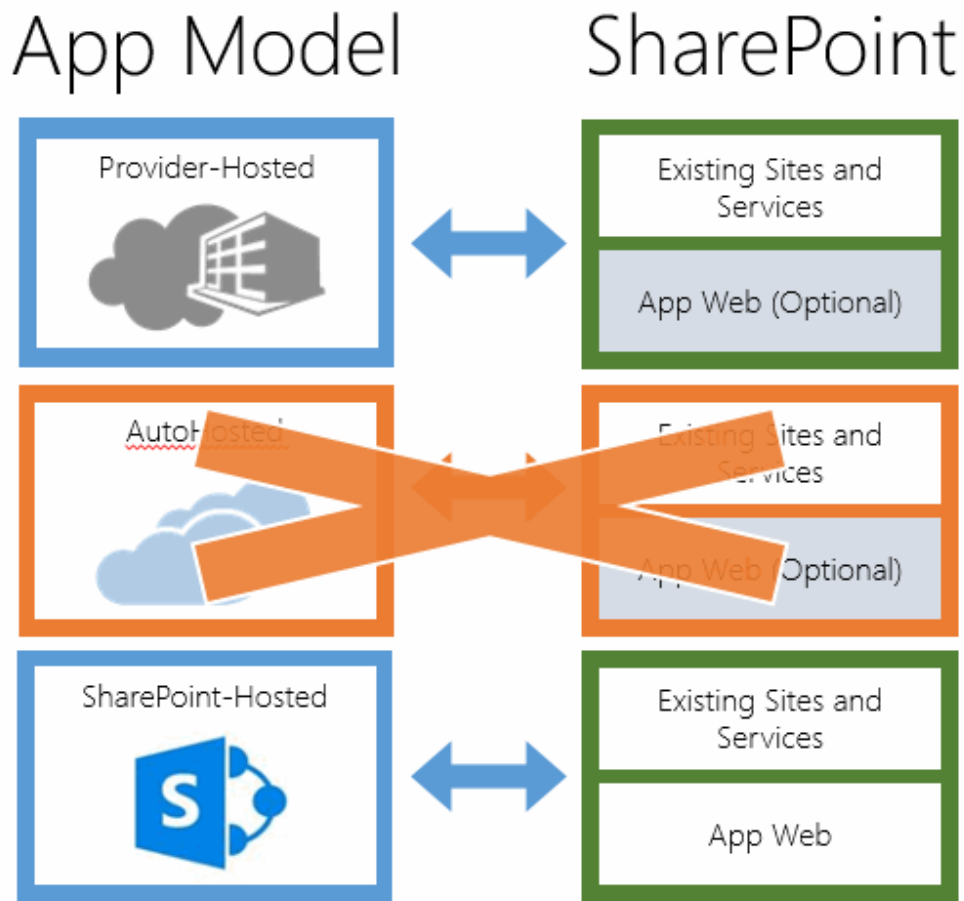 App Model
SharePoint
Provider-Hosted
Existing Sites and
Services
App Web (Optional)
AutoHosted
Existing Sites and
Services
App Web (Optional)
SharePoint-Hosted
S
Existing Sites and
Services
App Web